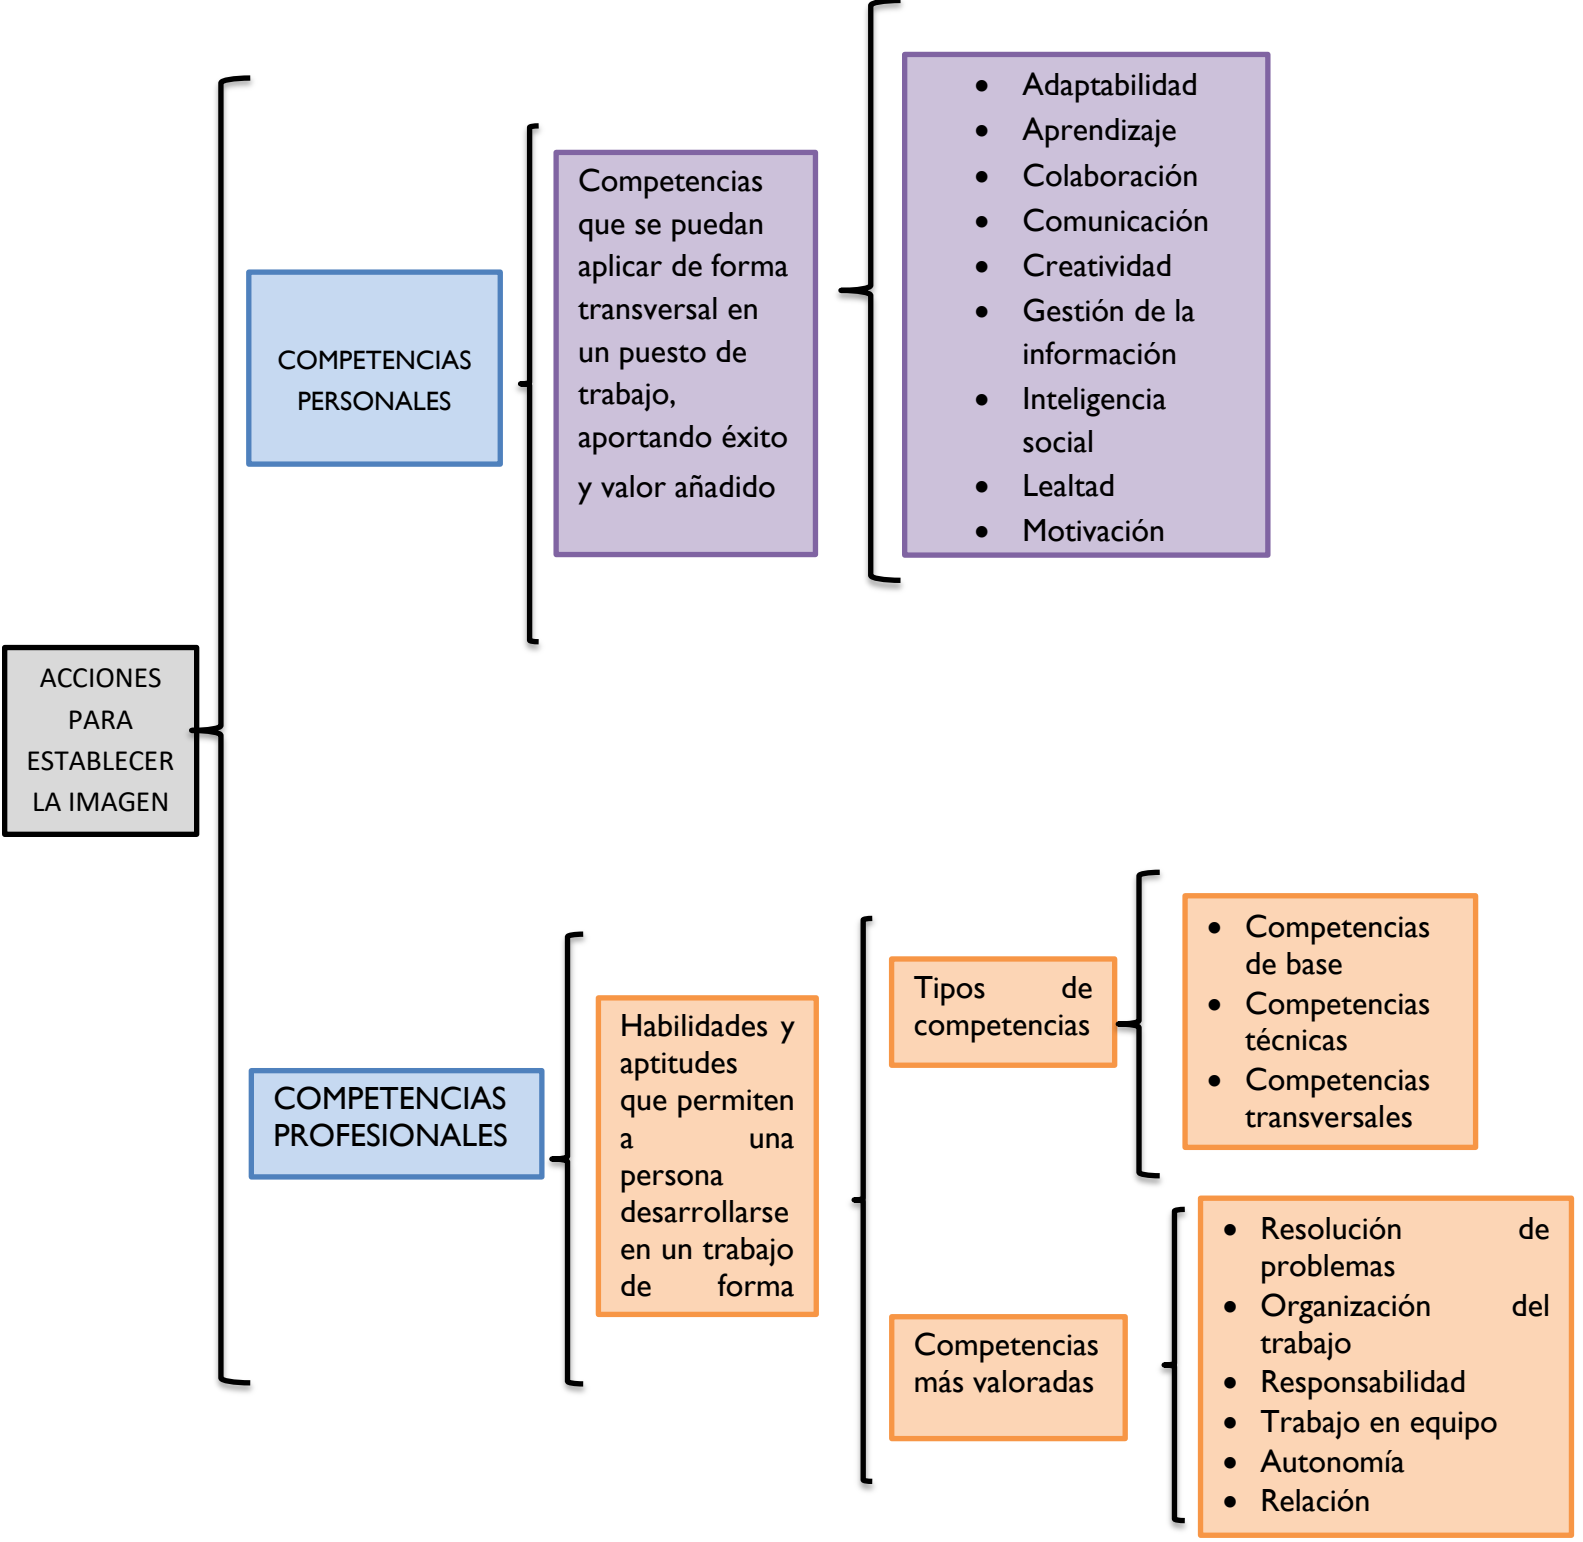 ACCIONES
PARA
ESTABLECER
LA IMAGEN
COMPETENCIAS
PERSONALES
Competencias
que se puedan
aplicar de forma
transversal en
un puesto de
trabajo,
aportando éxito
y valor añadido
• Adaptabilidad
• Aprendizaje
• Colaboración
• Comunicación
• Creatividad
• Gestión de la
información
• Inteligencia
social
• Lealtad
• Motivación
COMPETENCIAS
PROFESIONALES
Habilidades y
aptitudes
que permiten
a una
persona
desarrollarse
en un trabajo
de forma
Tipos de
competencias
• Competencias
de base
• Competencias
técnicas
• Competencias
transversales
Competencias
más valoradas
• Resolución de
problemas
• Organización del
trabajo
• Responsabilidad
• Trabajo en equipo
• Autonomía
• Relación